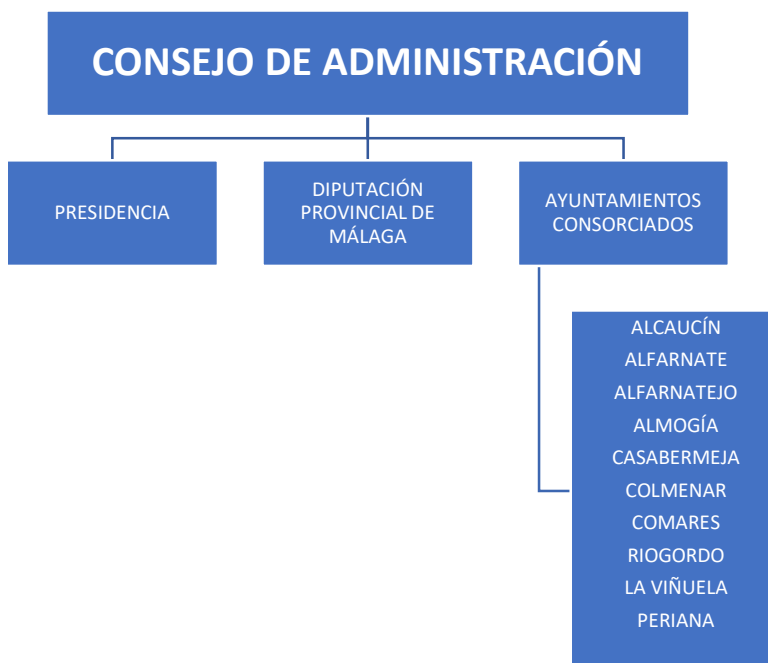 CONSEJO DE ADMINISTRACIÓN
PRESIDENCIA
DIPUTACIÓN
PROVINCIAL DE
MÁLAGA
AYUNTAMIENTOS
CONSORCIADOS
ALCAUCÍN
ALFARNATE
ALFARNATEJO
ALMOGÍA
CASABERMEJA
COLMENAR
COMARES
RIOGORDO
LA VIÑUELA
PERIANA